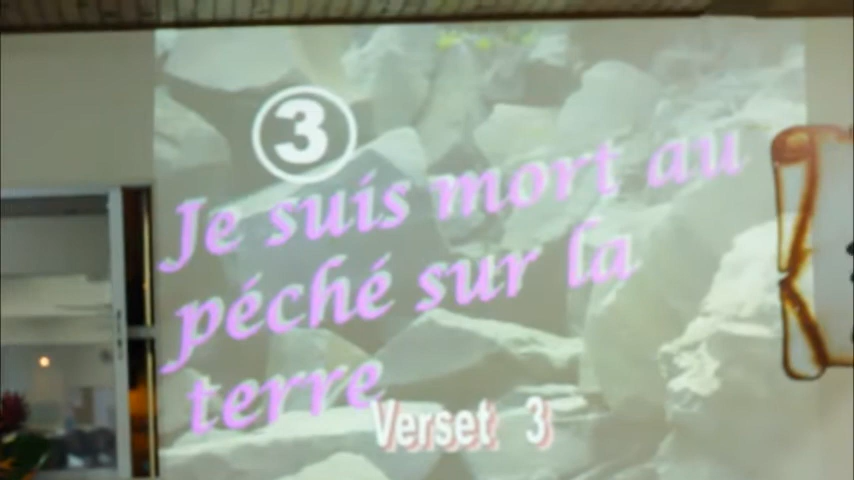 ③
Je suis mort au
péché sur la
terre
Verset 3